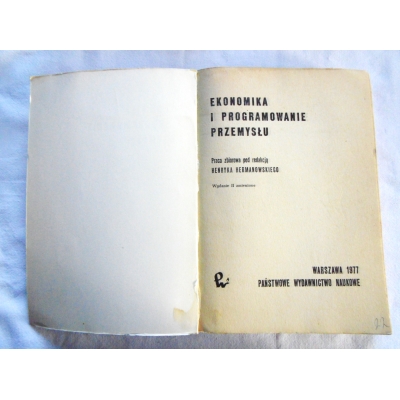 EKONOMIKA
I PROGRAMOWANIE
PRZEMYSŁU
Praca zbiorowa pod redakcją
HENRYKA HERMANOWSKIEGO
Wydanie II zmienione
WARSZAWA 1977
PAŃSTWOWE WYDAWNICTWO NAUKOWE